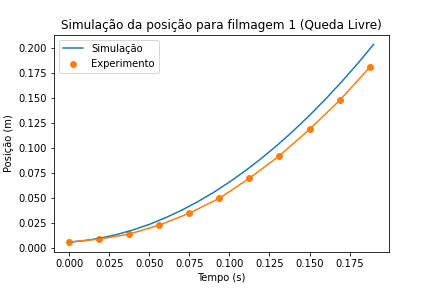 Simulação da posição para filmagem 1 (Queda Livre)
Simulação
Experimento
Posição (m)
0.200
0.175
0.150
0.125
0.100
0.075
0.050
0.025
0.000
0.000 0.025 0.050 0.075 0.100 0.125 0.150 0.175
Tempo (s)